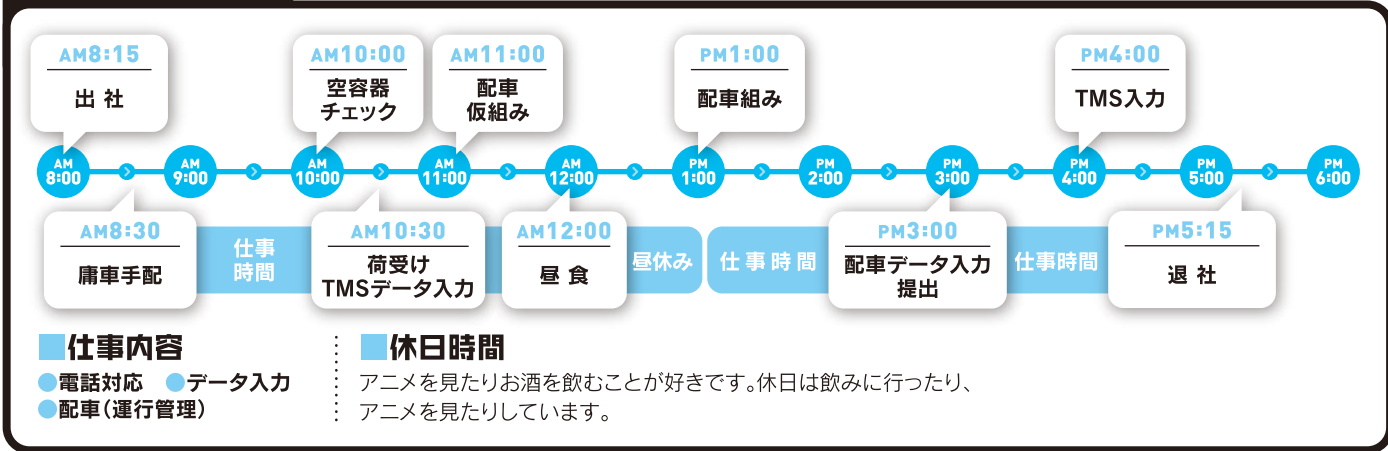 AM8:15
出社
AM10:00
空容器
チェック
AM11:00
配車
仮組み
PM1:00
配車組み
PM4:00
TMS入力
AM
8:00
AM
9:00
AM
10:00
AM
11:00
AM
12:00
PM
1:00
PM
2:00
PM
3:00
PM
4:00
PM
5:00
PM
6:00
AM8:30
庸車手配
仕事
時間
AM10:30
荷受け
TMSデータ入力
AM12:00
昼食
昼休み
仕事時間
PM3:00
配車データ入力
提出
仕事時間
PM5:15
退社
■仕事内容
●電話対応 ●データ入力
●配車(運行管理)
■休日時間
アニメを見たりお酒を飲むことが好きです。休日は飲みに行ったり、
アニメを見たりしています。